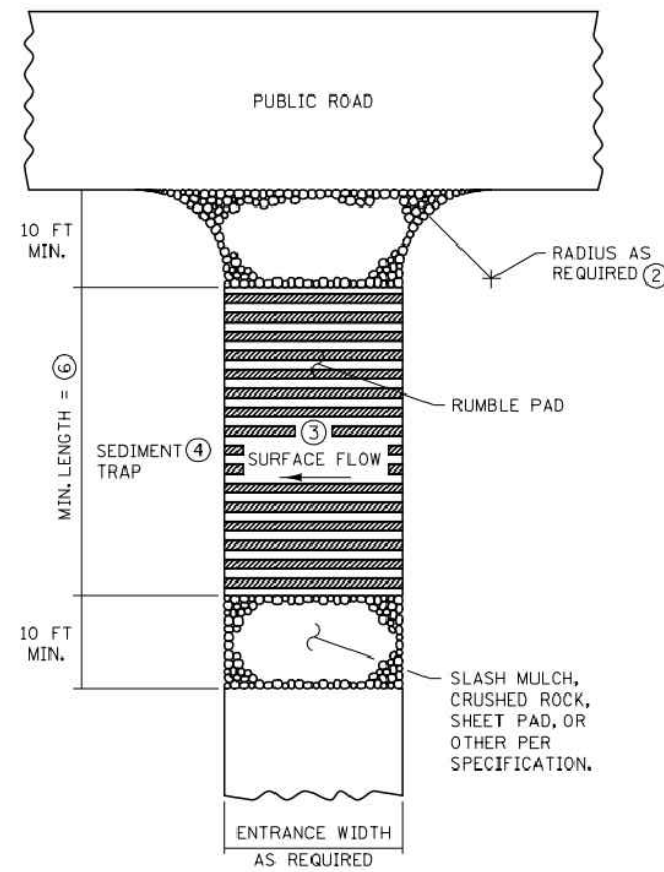 PUBLIC ROAD
10 FT
MIN.
RADIUS AS
REQUIRED ②
RUMBLE PAD
MIN. LENGTH = ⑥
SEDIMENT ④
TRAP
③
SURFACE FLOW
10 FT
MIN.
SLASH MULCH,
CRUSHED ROCK,
SHEET PAD, OR
OTHER PER
SPECIFICATION.
ENTRANCE WIDTH
AS REQUIRED